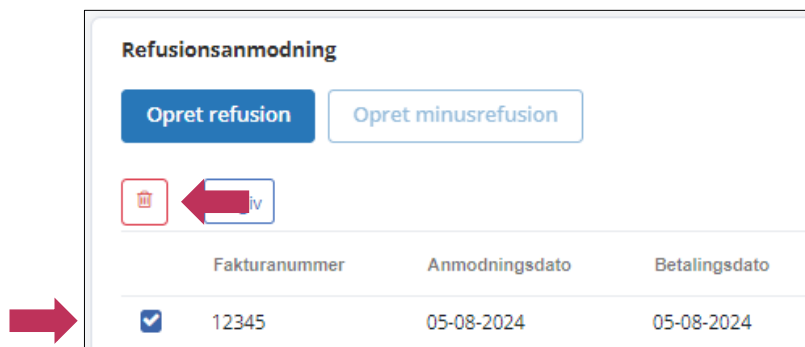 Refusionsanmodning
Opret refusion Opret minusrefusion
Fakturanummer Anmodningsdato Betalingsdato
12345 05-08-2024 05-08-2024